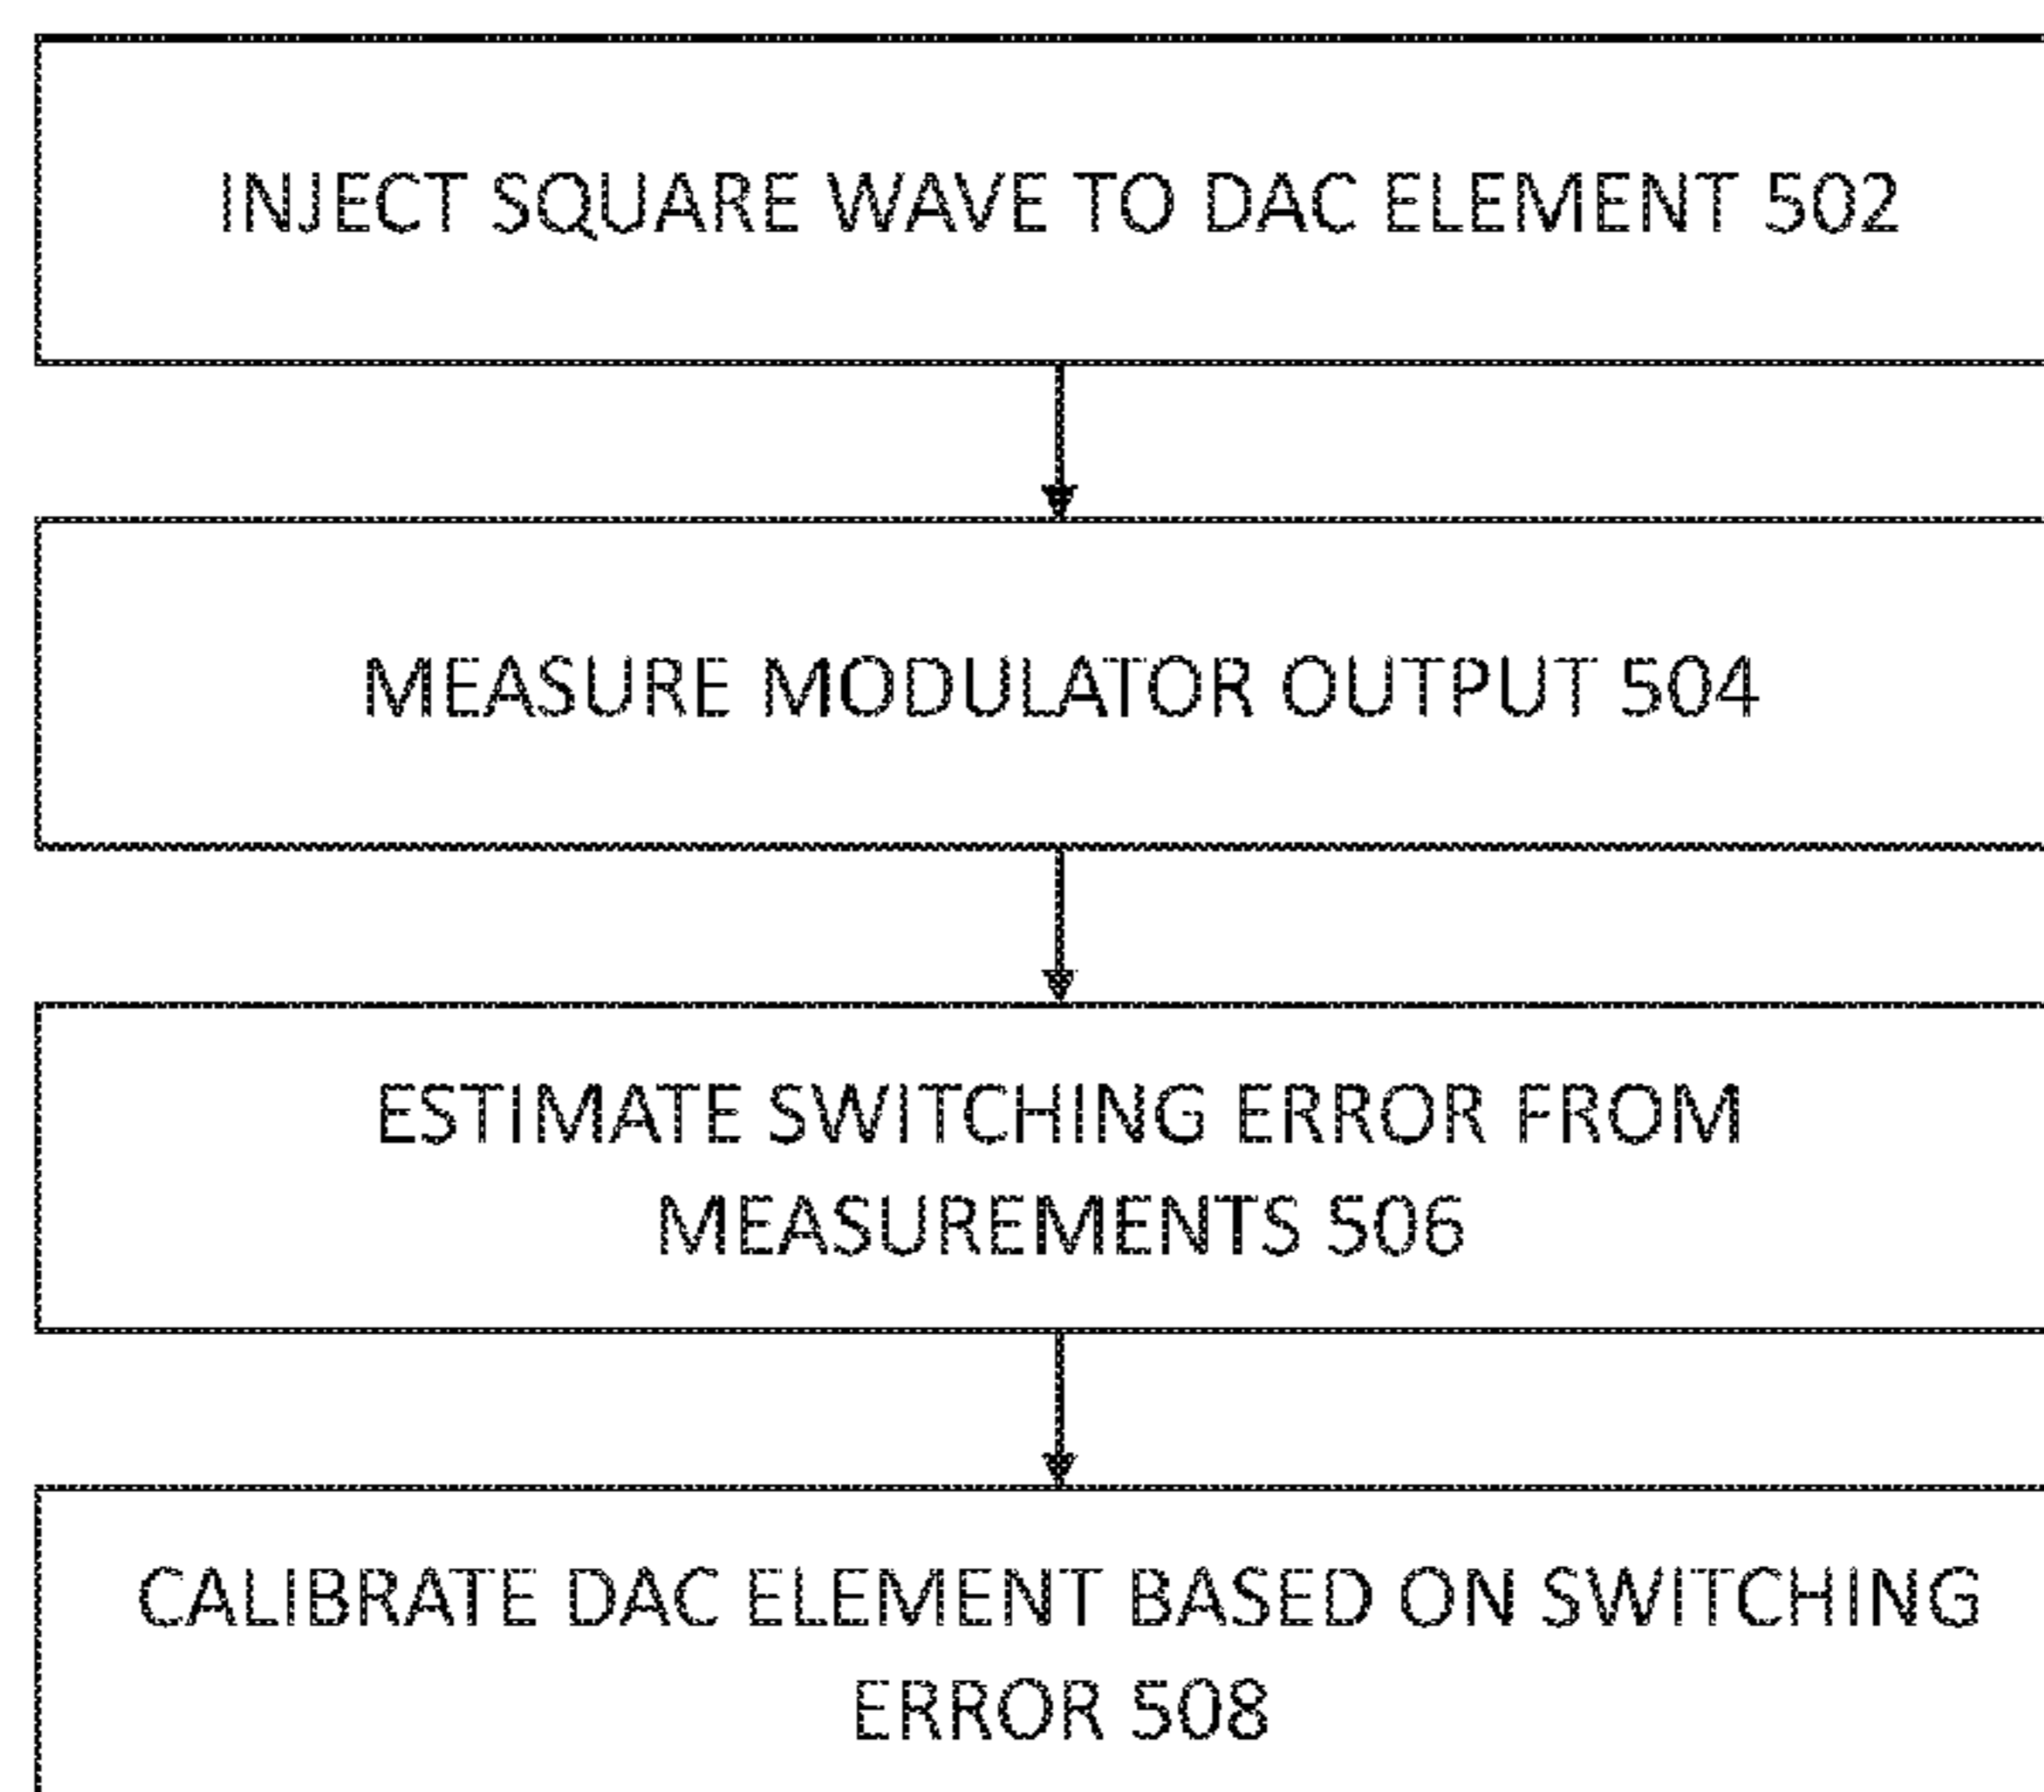 INJECT SQUARE WAVE TO DAC ELEMENT 502
MEASURE MODULATOR OUTPUT 504
ESTIMATE SWITCHING ERROR FROM
MEASUREMENTS 506
CALIBRATE DAC ELEMENT BASED ON SWITCHING
ERROR 508